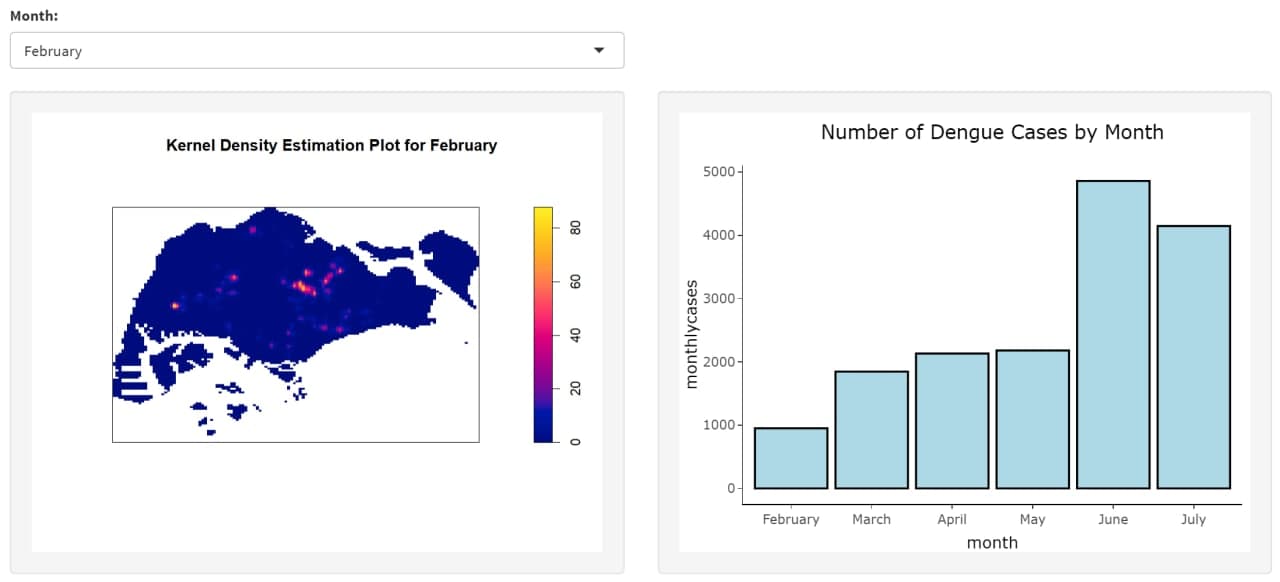 Month:
February
Kernel Density Estimation Plot for February
80
60
40
20
0
Number of Dengue Cases by Month
5000
4000
3000
2000
1000
0
monthlycases
February March April May June July
month